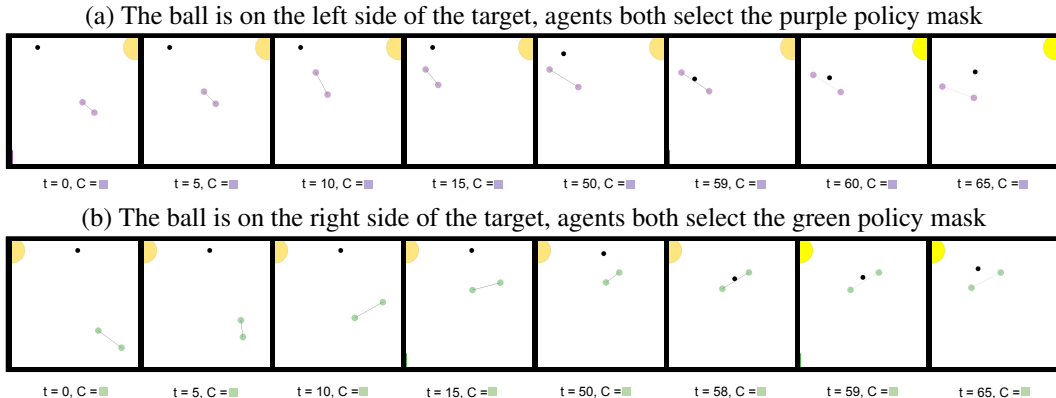 (a) The ball is on the left side of the target, agents both select the purple policy mask
t = 0, C = t = 5, C = t = 10, C = t = 15, C = t = 50, C = t = 59, C = t = 60, C = t = 65, C =
(b) The ball is on the right side of the target, agents both select the green policy mask
t = 0, C = t = 5, C = t = 10, C = t = 15, C = t = 50, C = t = 58, C = t = 59, C = t = 65, C =